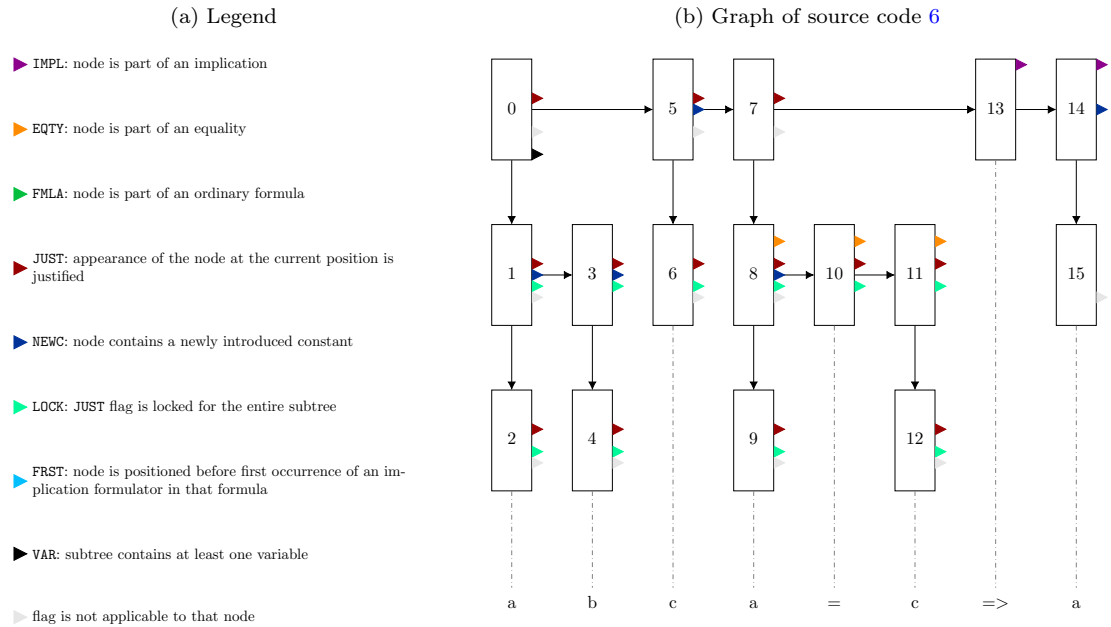 (a) Legend
IMPL: node is part of an implication
EQTY: node is part of an equality
FMLA: node is part of an ordinary formula
JUST: appearance of the node at the current position is
justified
NEWC: node contains a newly introduced constant
LOCK: JUST flag is locked for the entire subtree
FRST: node is positioned before first occurrence of an im-
plication formulator in that formula
VAR: subtree contains at least one variable
flag is not applicable to that node
(b) Graph of source code 6
0 5 7 13 14
1 3 6 8 10 11 15
2 4 9 12
a b c a = c => a